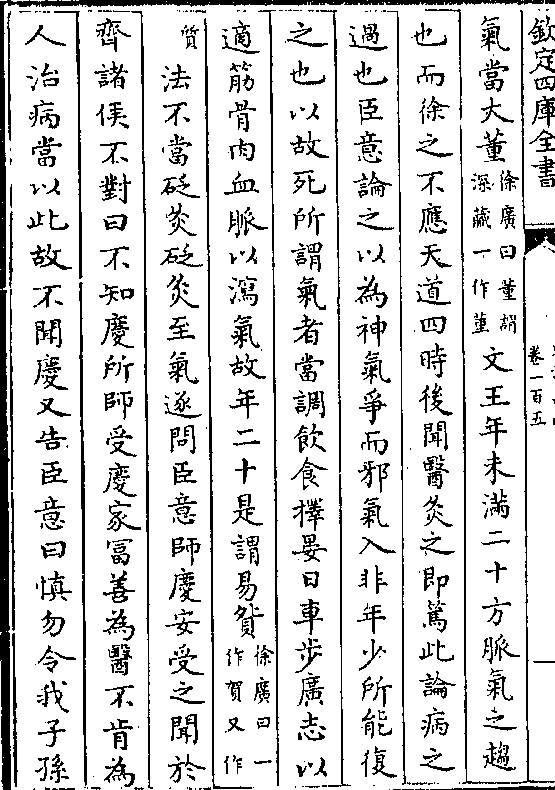 欽定四庫全書
卷一百五
氣當大董徐廣曰董謂深藏一作堇文王年未滿二十方脈氣之趨
也而徐之不應天道四時後聞醫灸之即篤此論病之
過也臣意論之以為神氣爭而邪氣入非年少所能復
之也以故死所謂氣者當調飲食擇晏日車步廣志以
適筋骨肉血脈以瀉氣故年二十是謂易貿徐廣曰一作賀又作
質法不當砭灸砭灸至氣逐問臣意師慶安受之聞於
齊諸侯不對曰不知慶所師受慶家富善為醫不肯為
人治病當以此故不聞慶又告臣意曰慎勿令我子孫